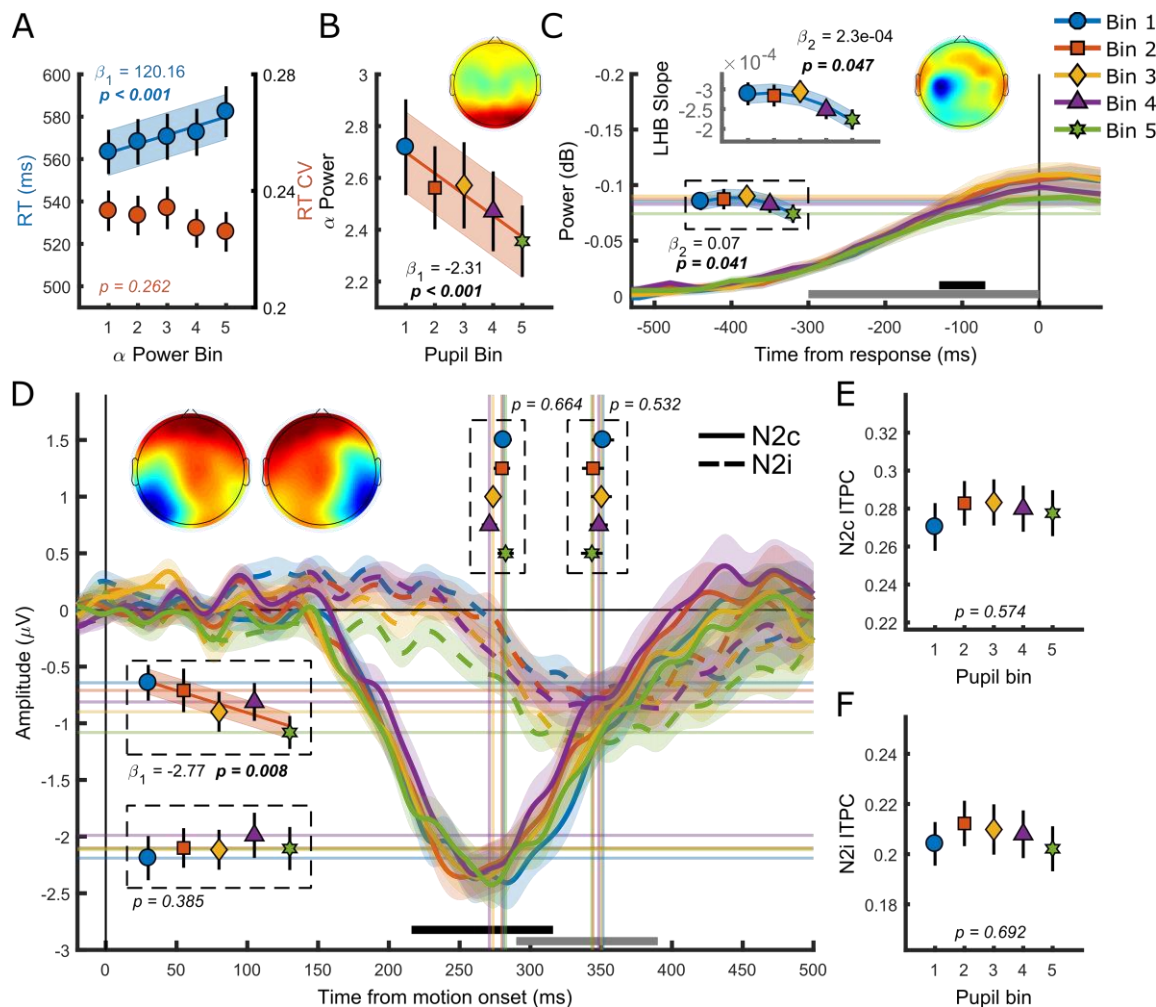 A
600
580
560
540
520
500
RT (ms)
β1 = 120.16
p < 0.001
p = 0.262
0.28
0.24
0.2
RT CV
1 2 3 4 5
α Power Bin
B
3
2.8
2.6
2.4
2.2
α Power
β1 = -2.31
p < 0.001
1 2 3 4 5
Pupil Bin
C
-0.2
-0.15
-0.1
-0.05
0
Power (dB)
LHB Slope
× 10^-4
-3
-2.5
-2
β2 = 2.3e-04
p = 0.047
β2 = 0.07
p = 0.041
-500 -400 -300 -200 -100 0
Time from response (ms)
Bin 1
Bin 2
Bin 3
Bin 4
Bin 5
D
1.5
1
0.5
0
-0.5
-1
-1.5
-2
-2.5
-3
Amplitude (μV)
p = 0.664
p = 0.532
N2c
N2i
β1 = -2.77 p = 0.008
p = 0.385
0 50 100 150 200 250 300 350 400 450 500
Time from motion onset (ms)
E
0.32
0.3
0.28
0.26
0.24
0.22
N2c ITPC
p = 0.574
1 2 3 4 5
Pupil bin
F
0.24
0.22
0.2
0.18
N2i ITPC
p = 0.692
1 2 3 4 5
Pupil bin